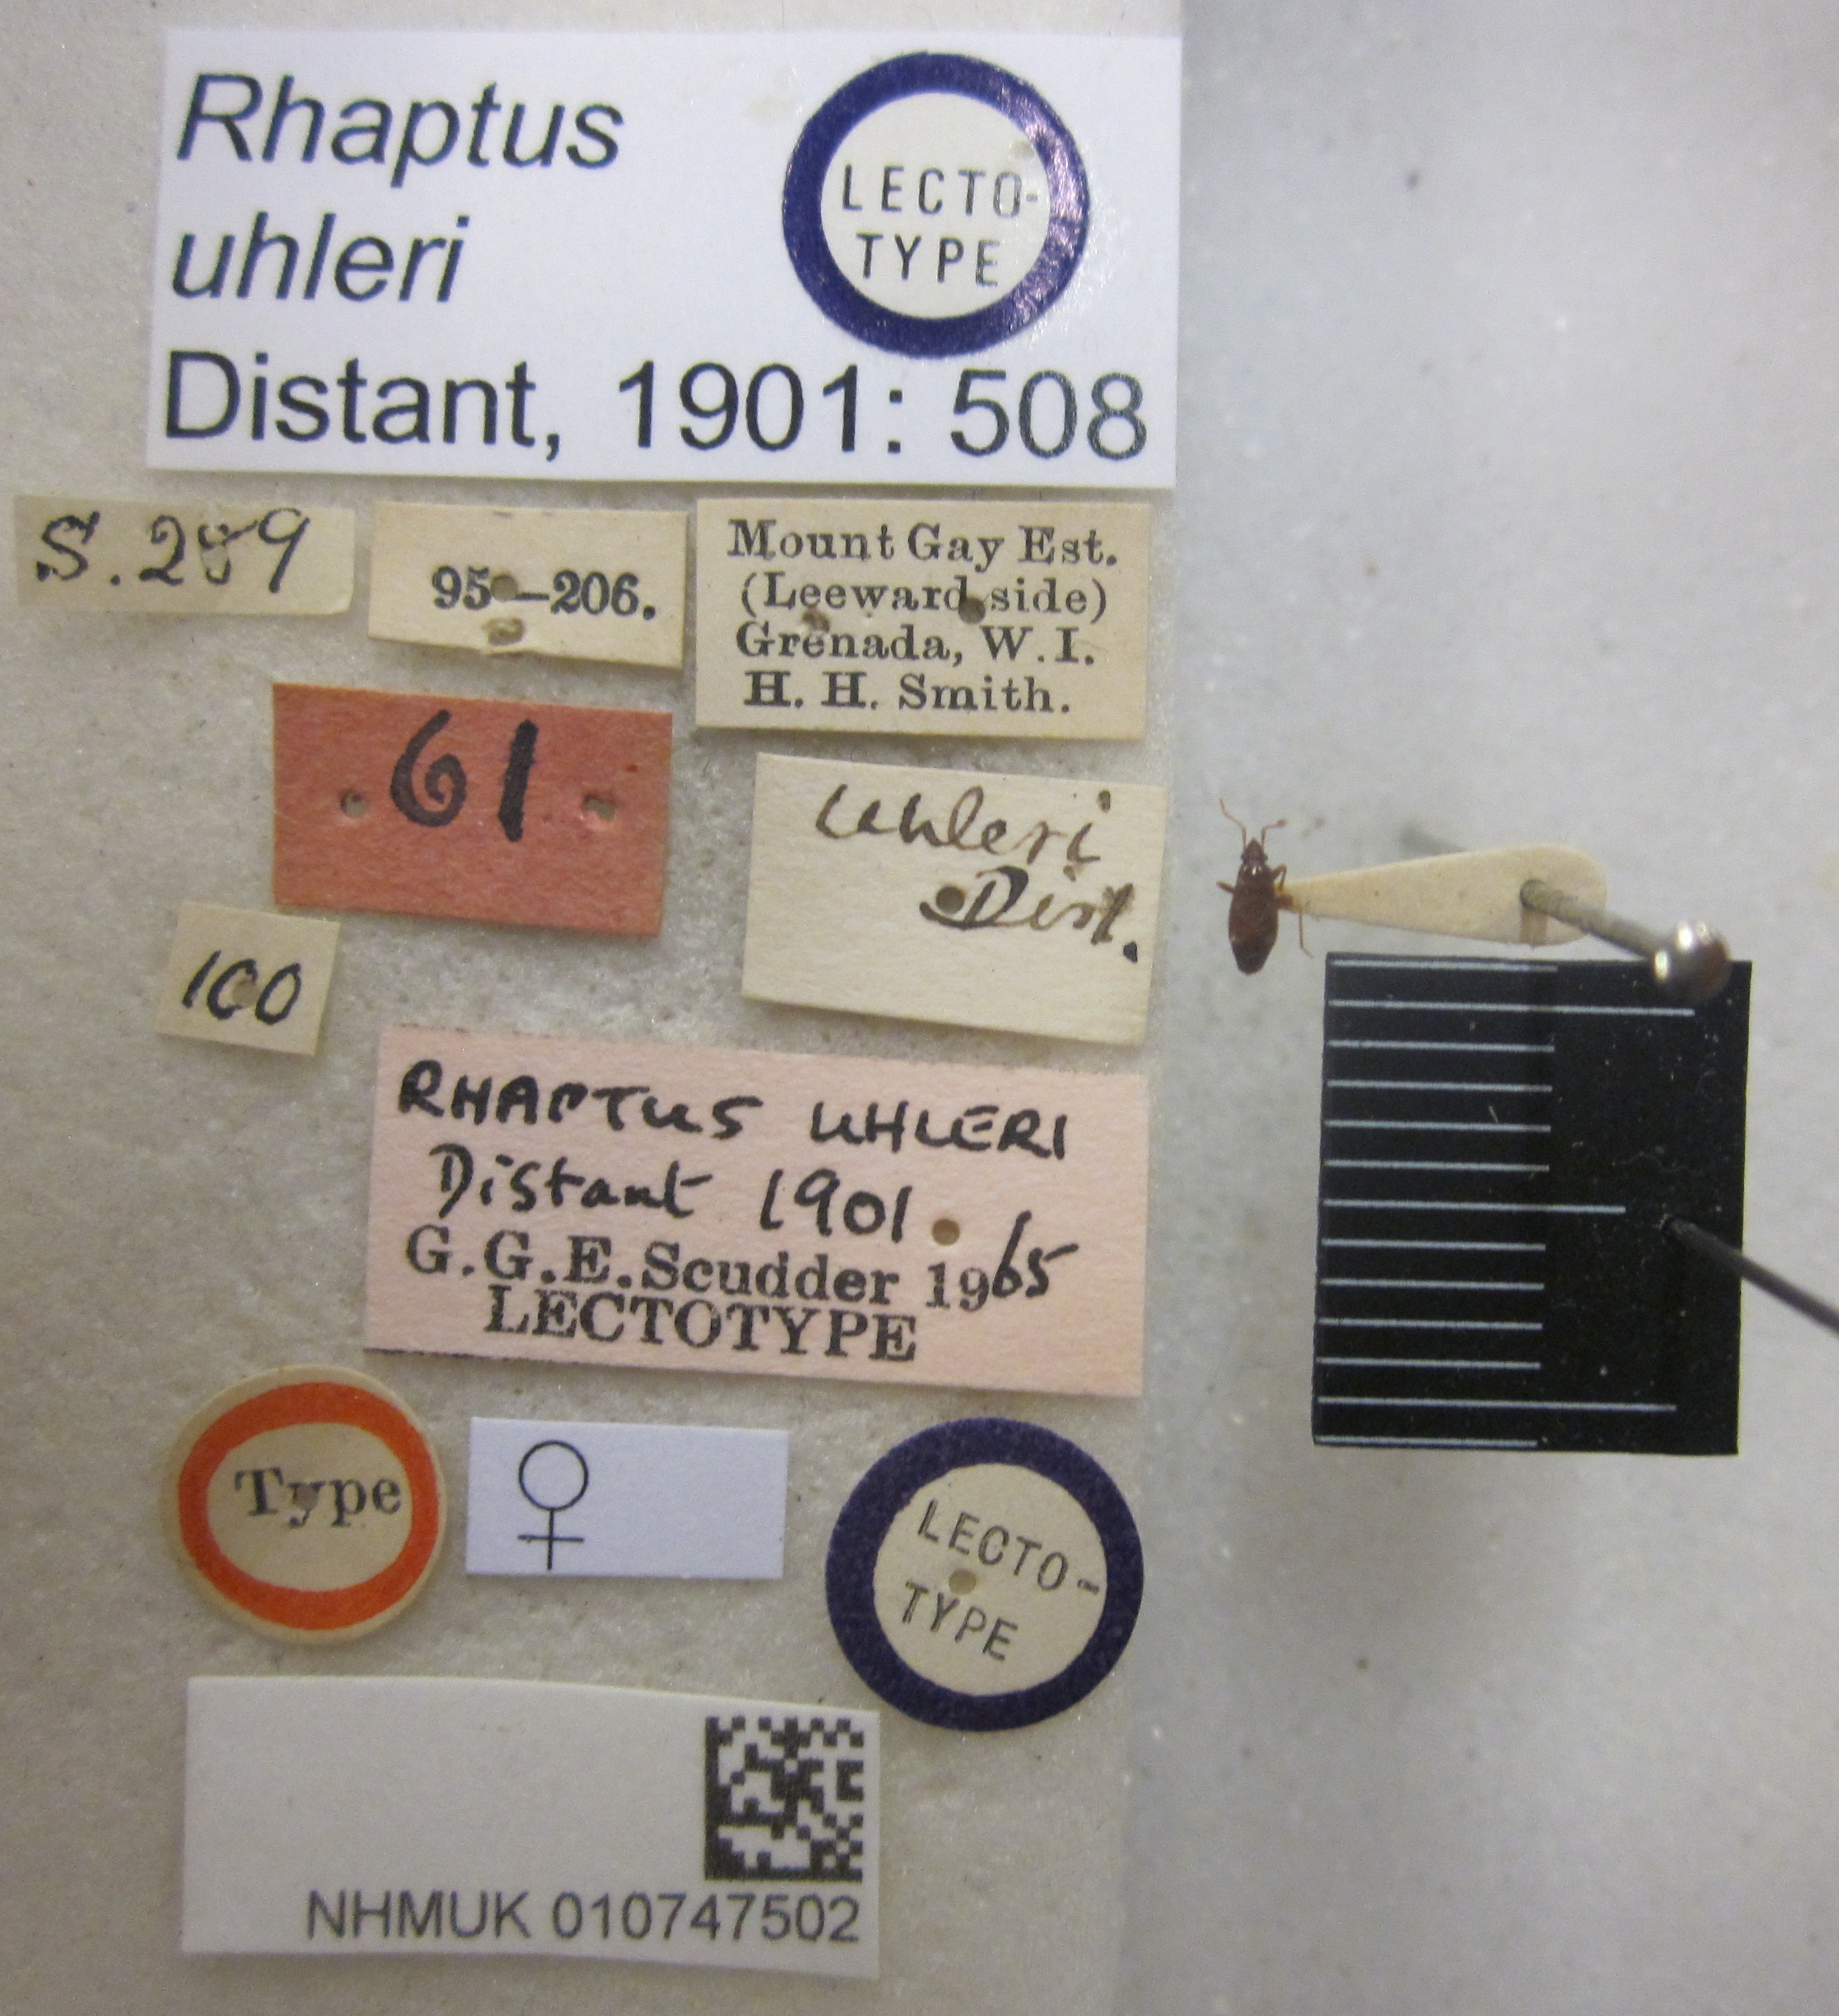 Rhaptus
uhleri
Distant, 1901: 508
LECTO-
TYPE
S.289
95—206.
Mount Gay Est.
(Leeward side)
Grenada, W.I.
H. H. Smith.
61
Uhleri
Dist.
100
RHAPTUS UHLERI
Distant 1901.
G.G.E.Scudder 1965
LECTOTYPE
Type
♀
LECTO-
TYPE
NHMUK 010747502